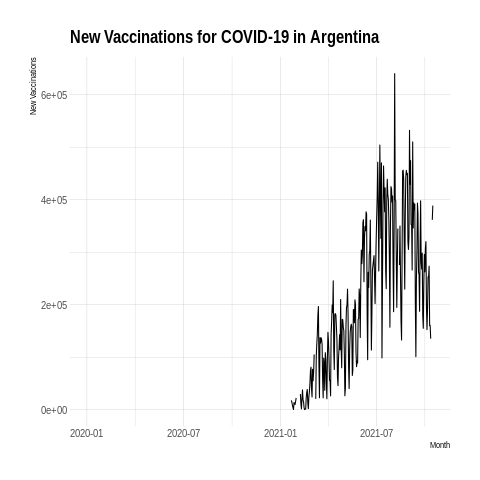 New Vaccinations for COVID-19 in Argentina
New Vaccinations
6e+05
4e+05
2e+05
0e+00
2020-01 2020-07 2021-01 2021-07
Month